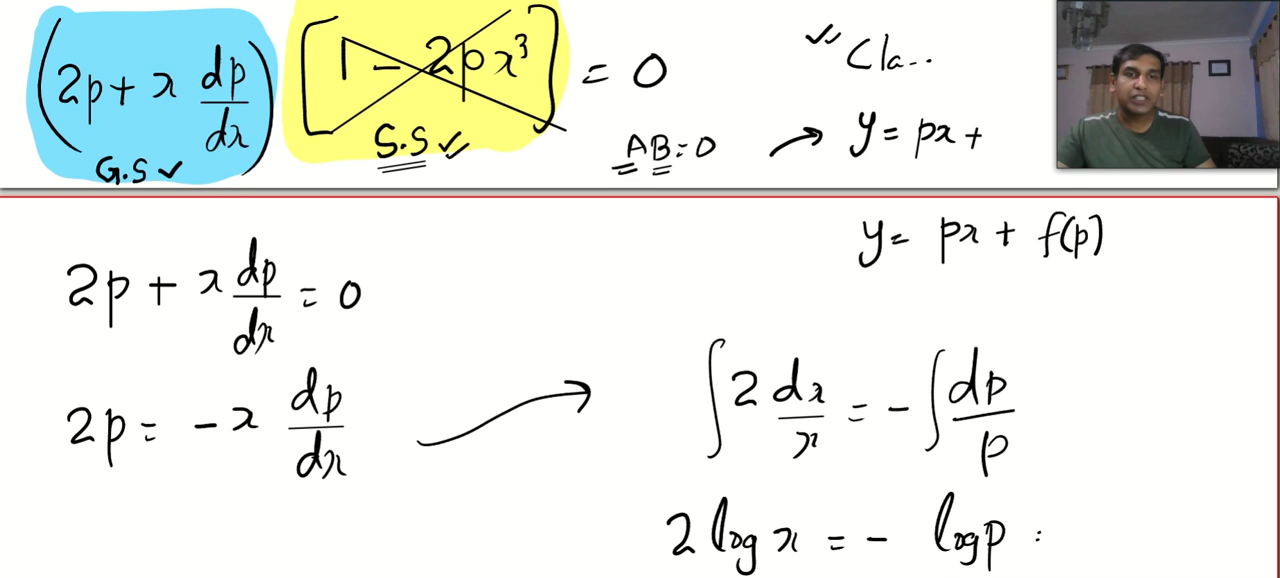 (2p + x dp/dx) [1 - 2px³] = 0
G.S ✓
S.S ✓
AB = 0
✓ Cla..
→ y = px +
y = px + f(p)
2p + x dp/dx = 0
2p = - x dp/dx →
∫ 2 dx/x = - ∫ dp/p
2 log x = - log p :